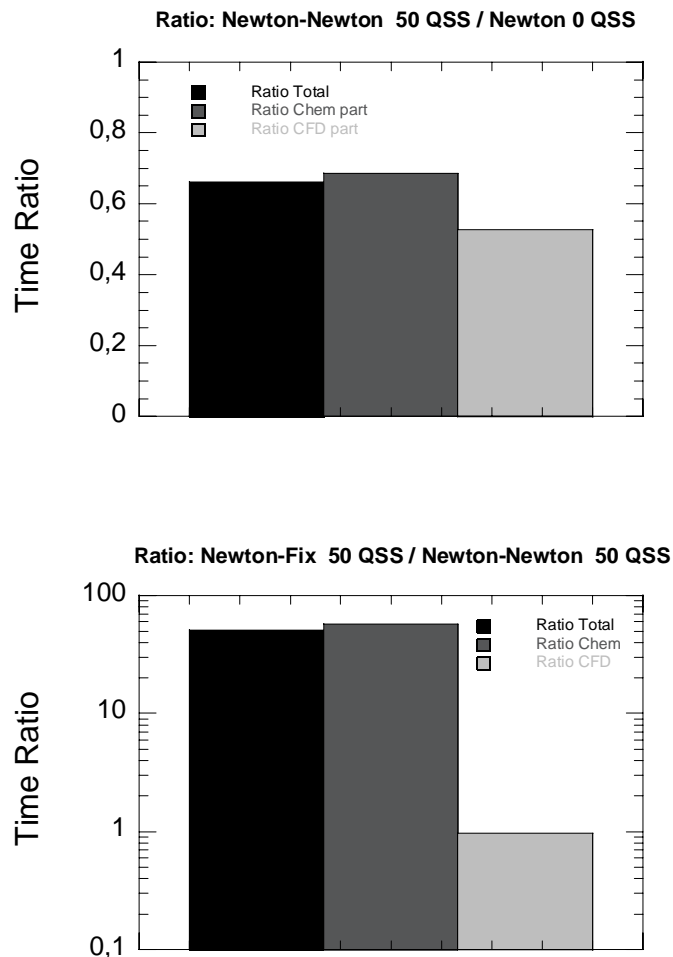 Ratio: Newton-Newton 50 QSS / Newton 0 QSS
1
Ratio Total
Ratio Chem part
Ratio CFD part
0,8
0,6
0,4
0,2
0
Time Ratio
Ratio: Newton-Fix 50 QSS / Newton-Newton 50 QSS
100
Ratio Total
Ratio Chem
Ratio CFD
10
1
0,1
Time Ratio